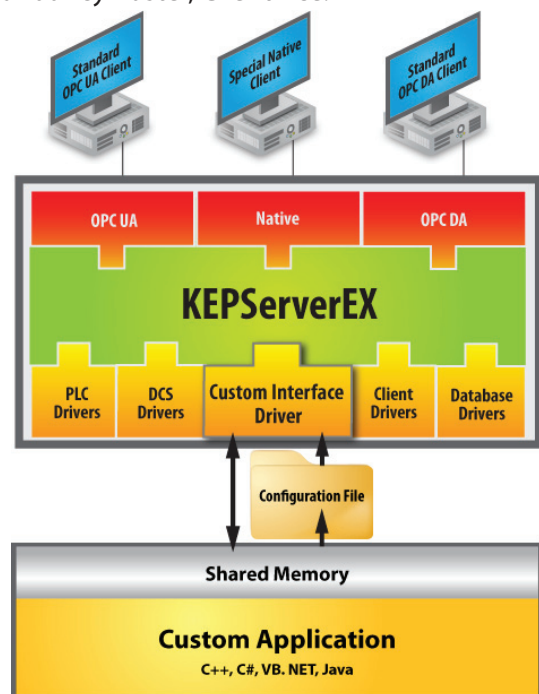 Standard
OPC UA Client
Special Native
Client
Standard
OPC DA Client
OPC UA
Native
OPC DA
KEPServerEX
PLC
Drivers
DCS
Drivers
Custom Interface
Driver
Client
Drivers
Database
Drivers
Configuration File
Shared Memory
Custom Application
C++, C#, VB. NET, Java